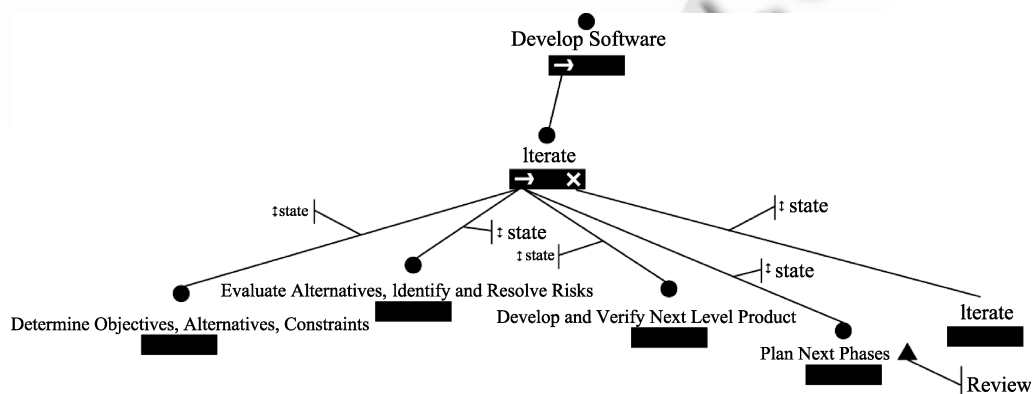 Develop Software
Iterate
↕state
↕ state
↕ state
↕ state
↕ state
Evaluate Alternatives, Identify and Resolve Risks
Determine Objectives, Alternatives, Constraints
Develop and Verify Next Level Product
Iterate
Plan Next Phases
Review